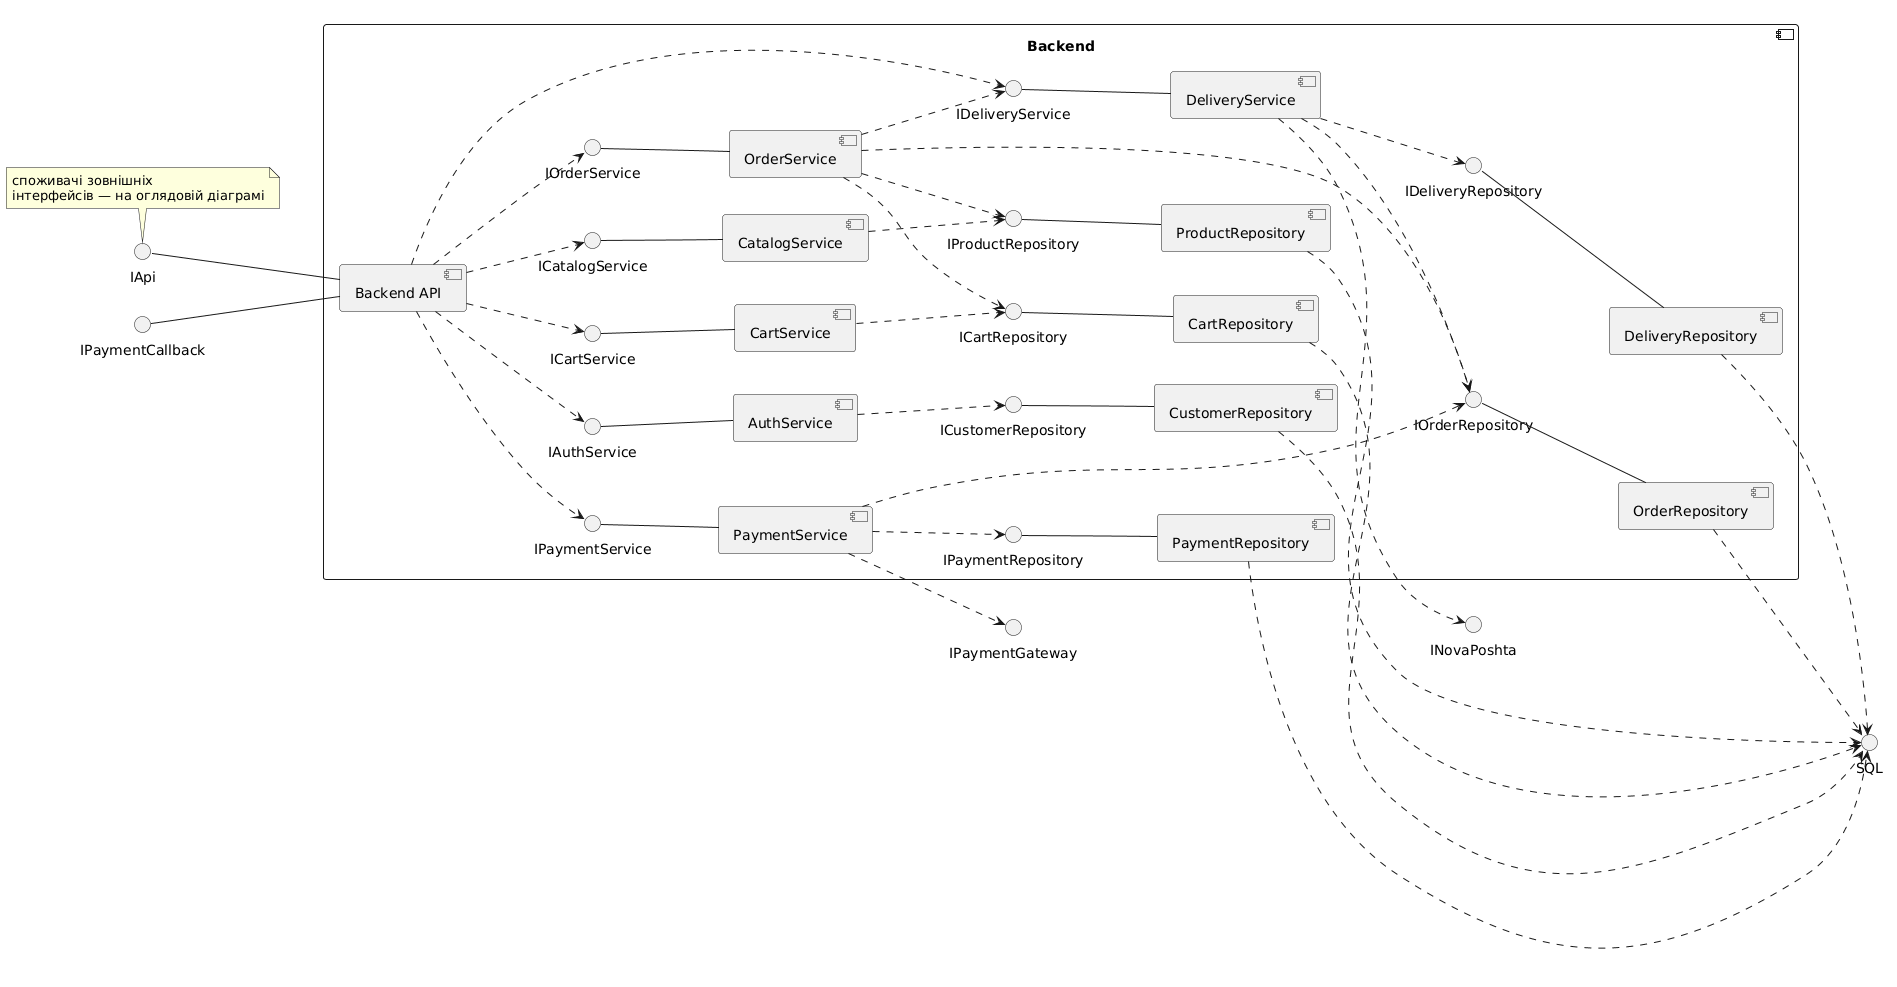 Backend
DeliveryService
IDeliveryService
OrderService
IOrderService
споживачі зовнішніх
інтерфейсів — на оглядовій діаграмі
IDeliveryRepository
CatalogService
ProductRepository
IProductRepository
ICatalogService
IApi
Backend API
CartRepository
CartService
ICartRepository
DeliveryRepository
IPaymentCallback
ICartService
CustomerRepository
AuthService
ICustomerRepository
IOrderRepository
IAuthService
OrderRepository
PaymentService
PaymentRepository
IPaymentService
IPaymentRepository
IPaymentGateway
INovaPoshta
SQL